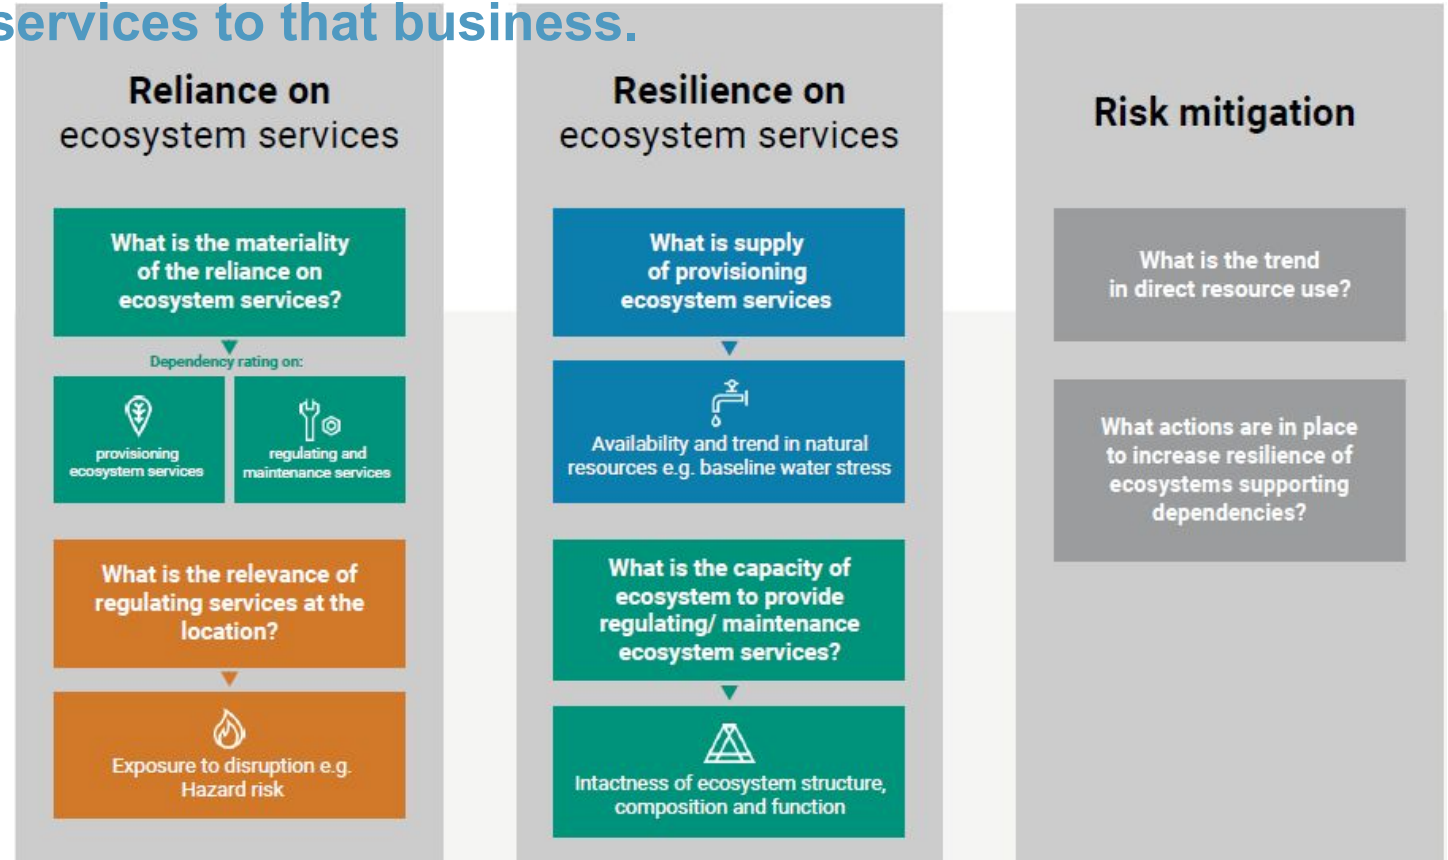 services to that business.
Reliance on
ecosystem services
What is the materiality
of the reliance on
ecosystem services?
Dependency rating on:
provisioning
ecosystem services
regulating and
maintenance services
What is the relevance of
regulating services at the
location?
Exposure to disruption e.g.
Hazard risk
Resilience on
ecosystem services
What is supply
of provisioning
ecosystem services
Availability and trend in natural
resources e.g. baseline water stress
What is the capacity of
ecosystem to provide
regulating/ maintenance
ecosystem services?
Intactness of ecosystem structure,
composition and function
Risk mitigation
What is the trend
in direct resource use?
What actions are in place
to increase resilience of
ecosystems supporting
dependencies?